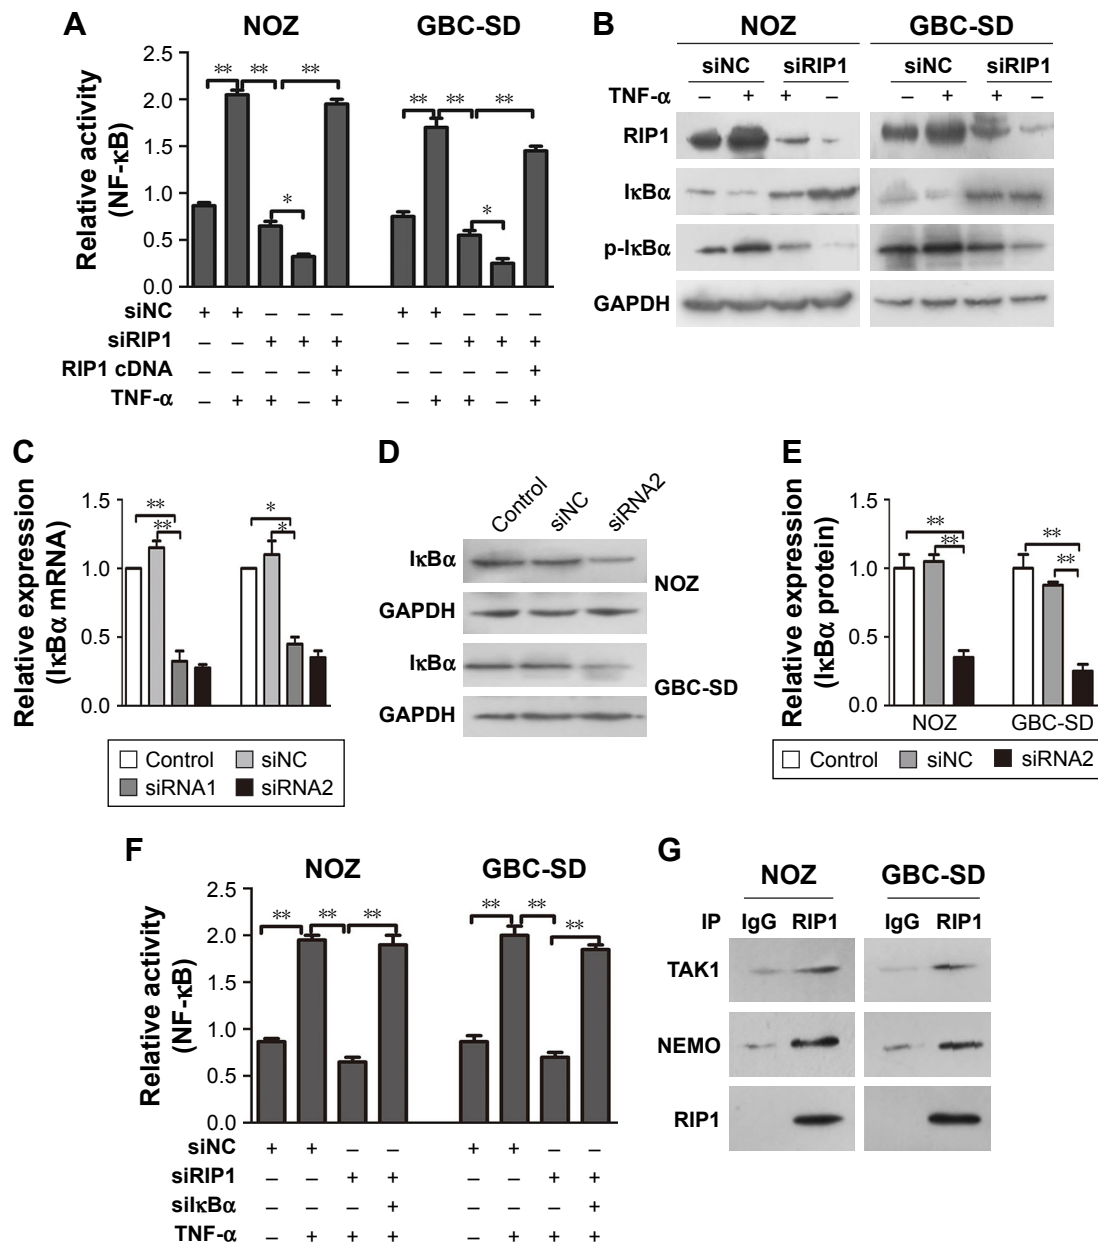 A
NOZ
GBC-SD
Relative activity
(NF-κB)
2.5
2.0
1.5
1.0
0.5
0.0
** ** ** *
** ** ** *
siNC + + – – – + + – – –
siRIP1 – – + + + – – + + +
RIP1 cDNA – – – – + – – – – +
TNF-α – + + – + – + + – +
B
NOZ
GBC-SD
siNC siRIP1 siNC siRIP1
TNF-α – + + – – + + –
RIP1
IκBα
p-IκBα
GAPDH
C
Relative expression
(IκBα mRNA)
1.5
1.0
0.5
0.0
** **
* *
Control siNC
siRNA1 siRNA2
D
Control siNC siRNA2
IκBα
GAPDH
NOZ
IκBα
GAPDH
GBC-SD
E
Relative expression
(IκBα protein)
1.5
1.0
0.5
0.0
** **
** **
NOZ GBC-SD
Control siNC siRNA2
F
NOZ
GBC-SD
Relative activity
(NF-κB)
2.5
2.0
1.5
1.0
0.5
0.0
** ** **
** ** **
siNC + + – – + + – –
siRIP1 – – + + – – + +
siIκBα – – – + – – – +
TNF-α – + + + – + + +
G
NOZ GBC-SD
IP IgG RIP1 IgG RIP1
TAK1
NEMO
RIP1